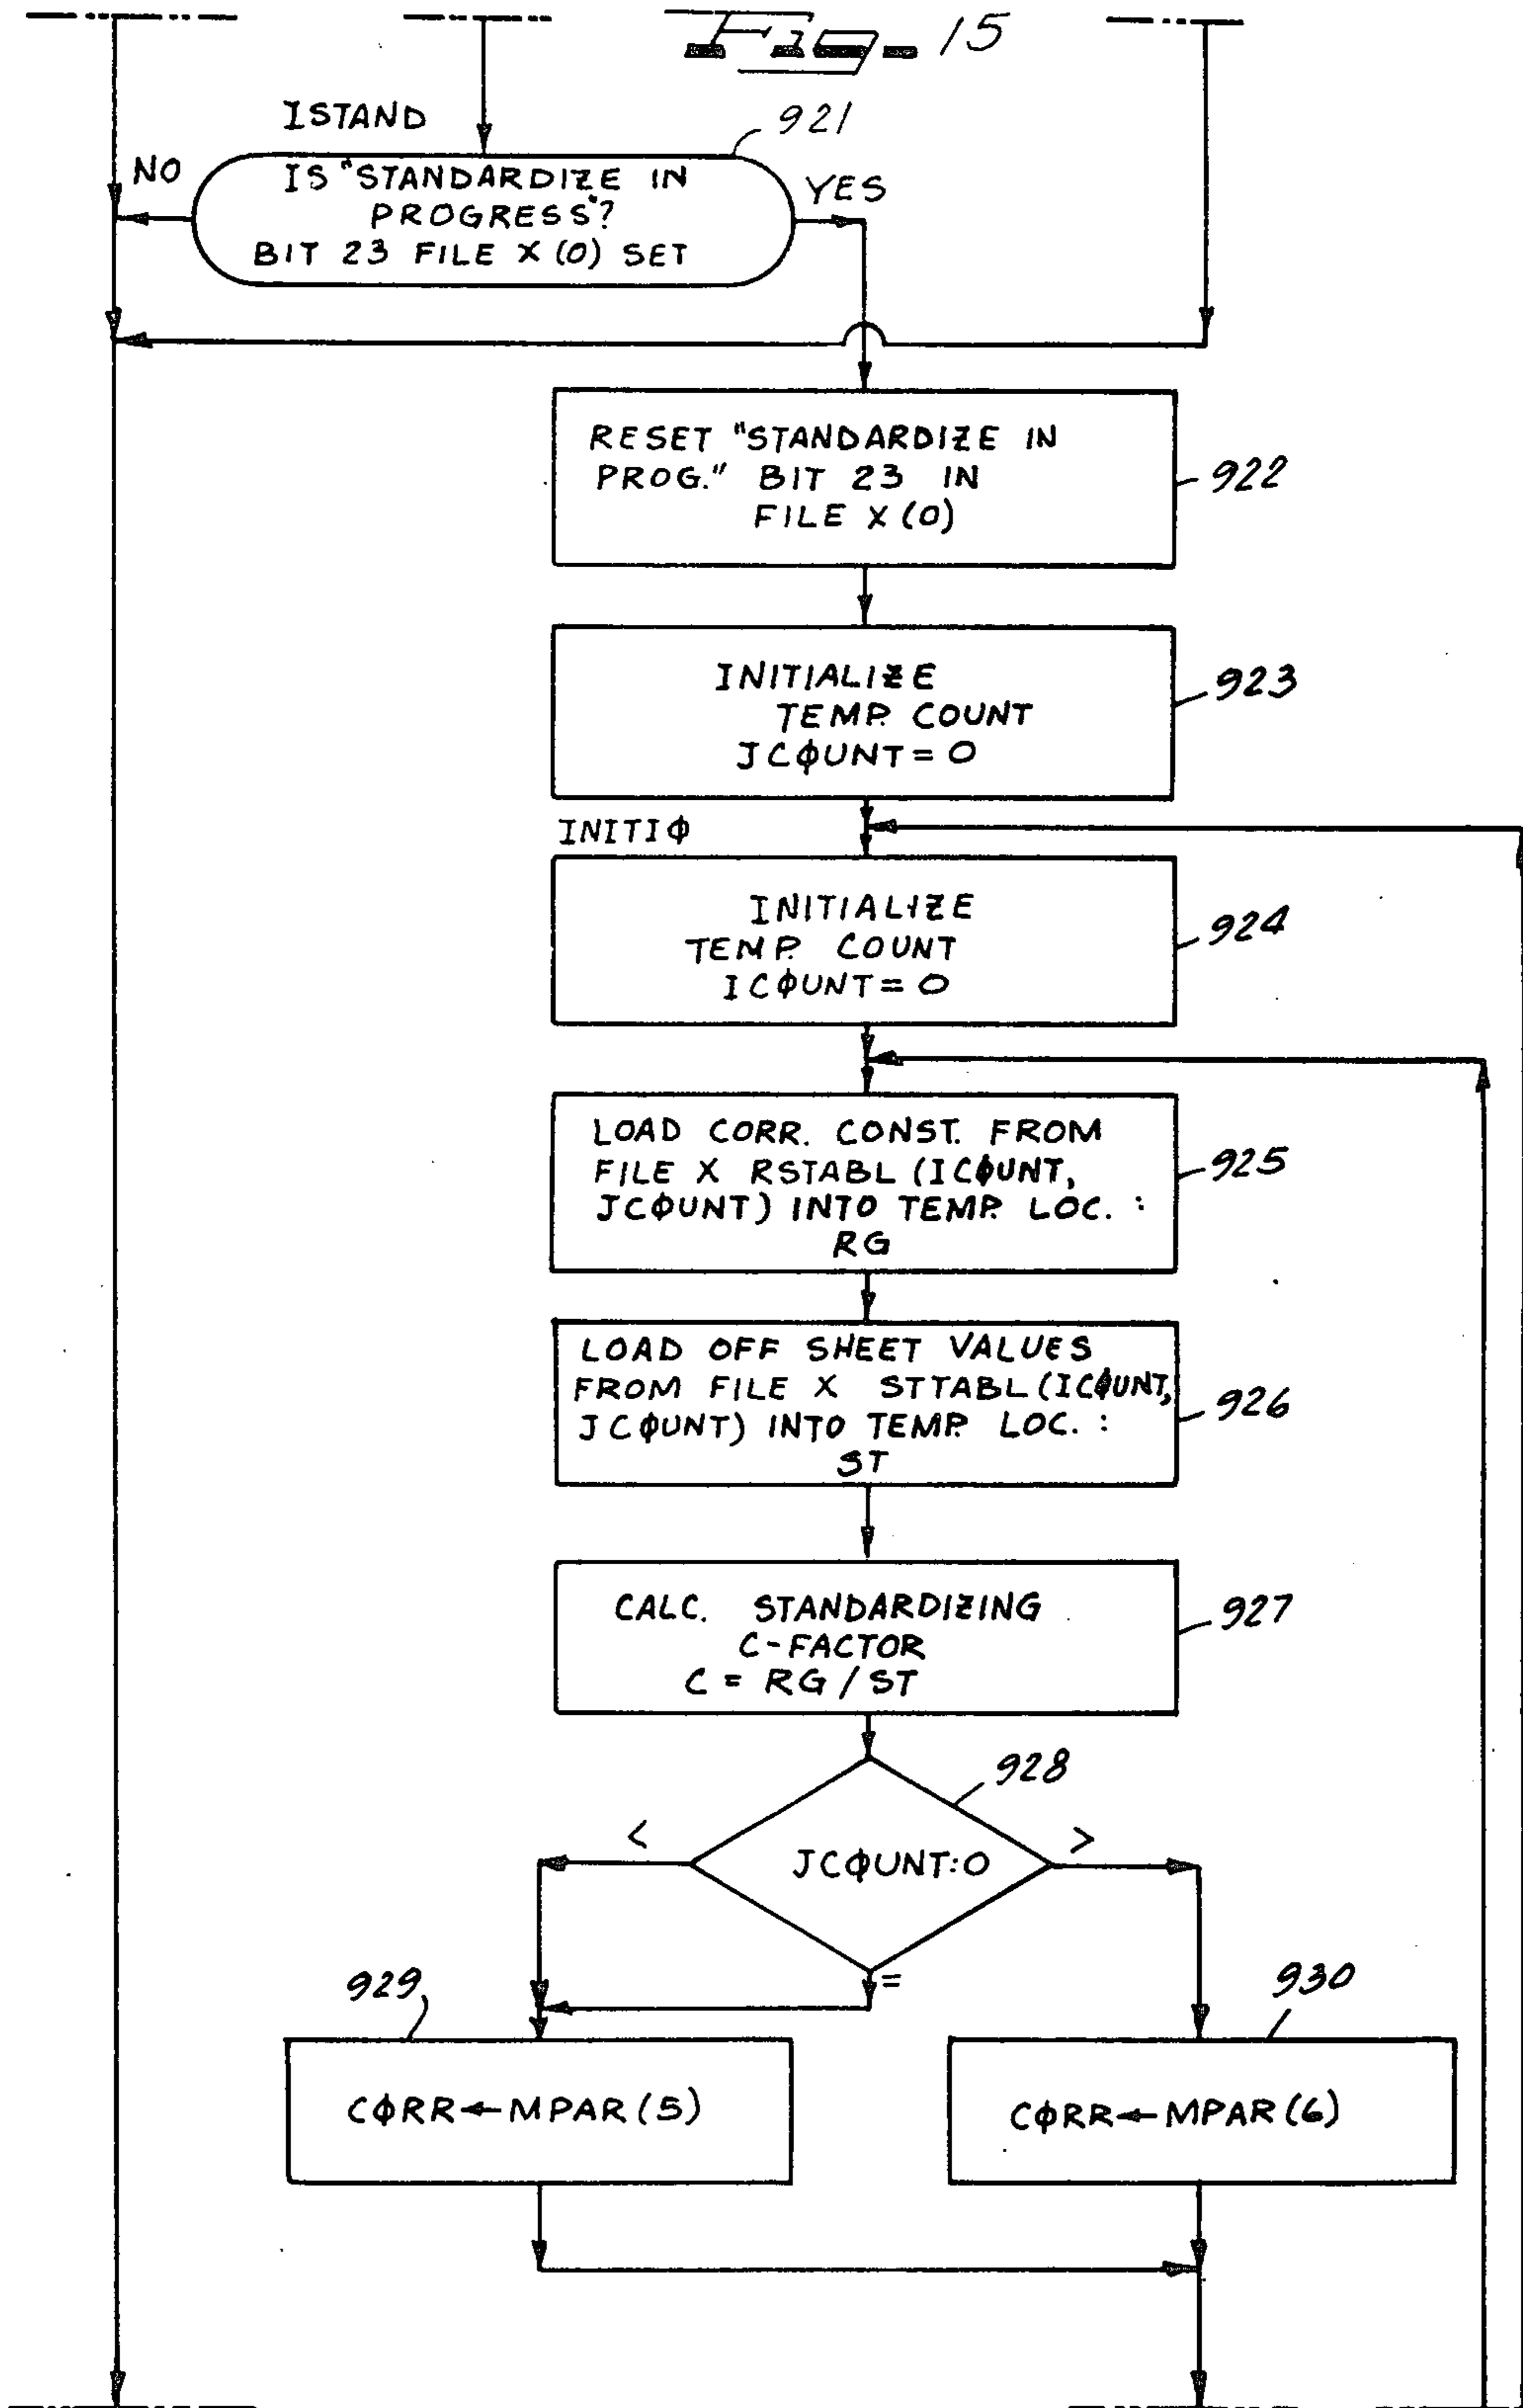 Fig. 15
ISTAND
921
NO
IS "STANDARDIZE IN
PROGRESS"?
BIT 23 FILE X (0) SET
YES
RESET "STANDARDIZE IN
PROG." BIT 23 IN
FILE X (0)
922
INITIALIZE
TEMP. COUNT
JCϕUNT = 0
923
INITIϕ
INITIALIZE
TEMP. COUNT
ICϕUNT = 0
924
LOAD CORR. CONST. FROM
FILE X RSTABL (ICϕUNT,
JCϕUNT) INTO TEMP. LOC. :
RG
925
LOAD OFF SHEET VALUES
FROM FILE X STTABL (ICϕUNT,
JCϕUNT) INTO TEMP. LOC. :
ST
926
CALC. STANDARDIZING
C-FACTOR
C = RG / ST
927
928
<
JCϕUNT:0
>
=
929
930
CϕRR←MPAR (5)
CϕRR←MPAR (6)